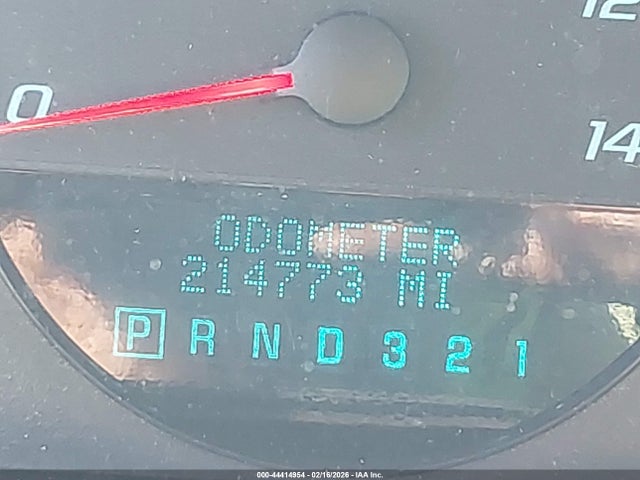 0
12
14
ODOMETER
214773 MI
P R N D 3 2 1
000-44414954 - 02/16/2026 - IAA Inc.